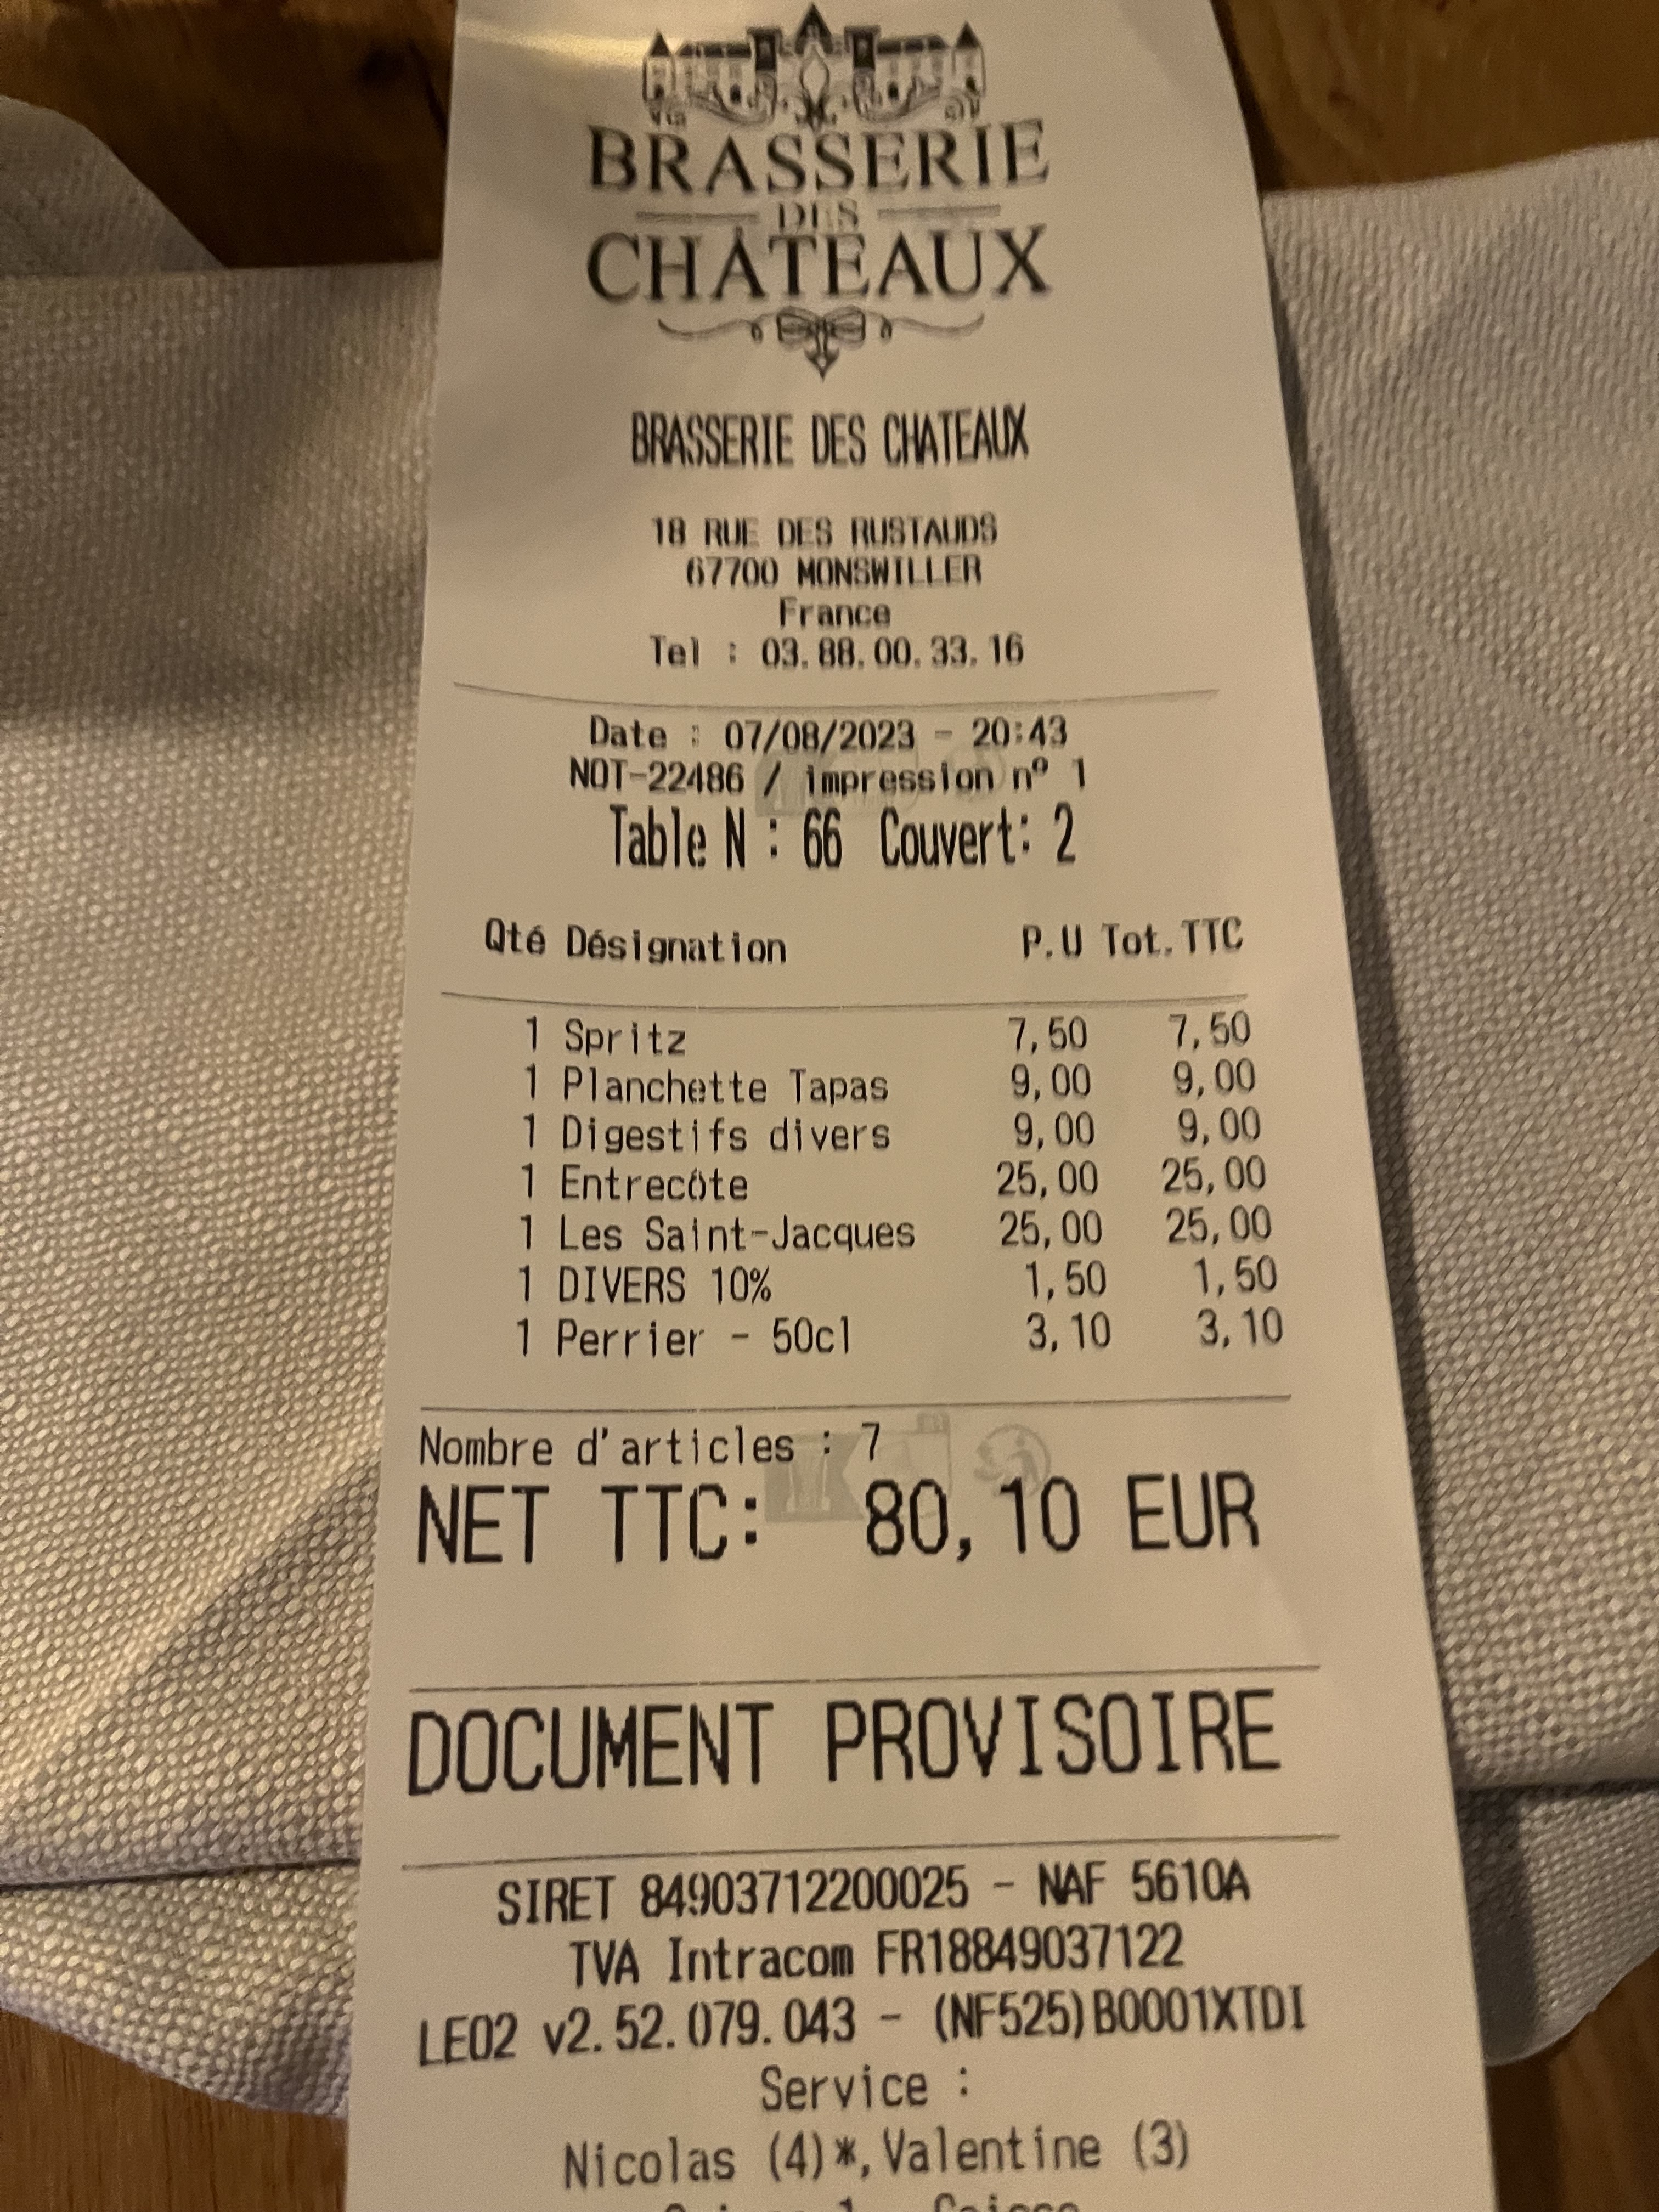 BRASSERIE
DES
CHÂTEAUX
BRASSERIE DES CHATEAUX
18 RUE DES RUSTAUDS
67700 MONSWILLER
France
Tel : 03.88.00.33.16
Date : 07/08/2023 - 20:43
NOT-22486 / impression nº 1
Table N : 66 Couvert: 2
Qté Désignation P.U Tot.TTC
1 Spritz 7,50 7,50
1 Planchette Tapas 9,00 9,00
1 Digestifs divers 9,00 9,00
1 Entrecôte 25,00 25,00
1 Les Saint-Jacques 25,00 25,00
1 DIVERS 10% 1,50 1,50
1 Perrier - 50cl 3,10 3,10
Nombre d'articles : 7
NET TTC: 80,10 EUR
DOCUMENT PROVISOIRE
SIRET 84903712200025 - NAF 5610A
TVA Intracom FR18849037122
LEO2 v2.52.079.043 - (NF525)B0001XTDI
Service :
Nicolas (4)*,Valentine (3)